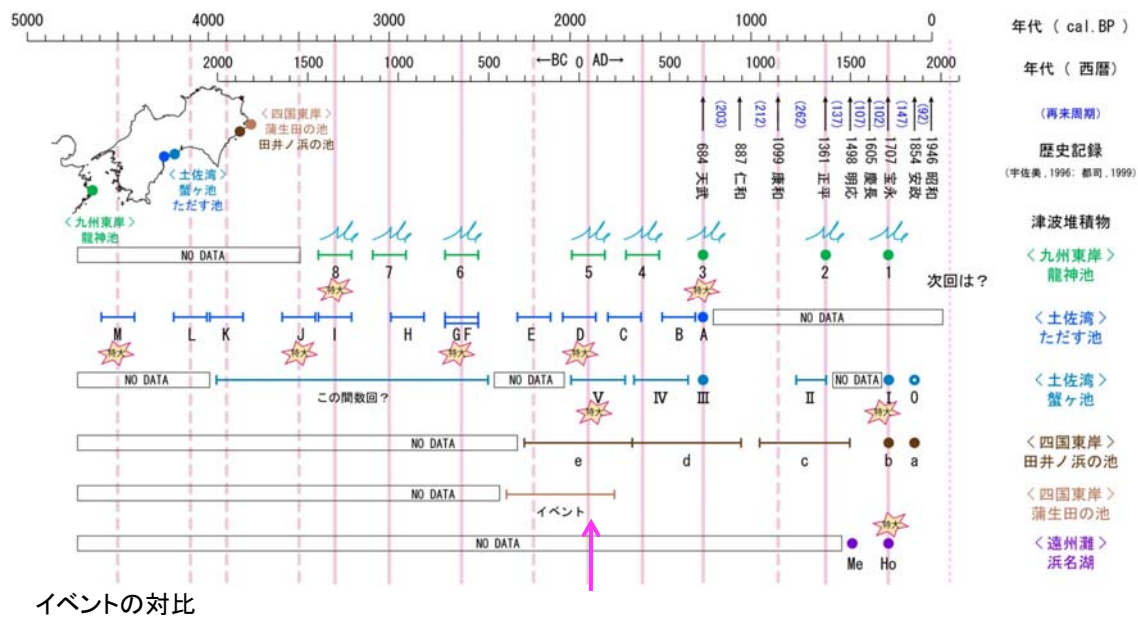 5000 4000 3000 2000 1000 0 年代 ( cal.BP )
2000 1500 1000 500 ←BC 0 AD→ 500 1000 1500 2000 年代 ( 西暦)
(203) (212) (262) (137) (107) (102) (147) (92) (再来周期)
684 天武
887 仁和
1099 康和
1361 正平
1498 明応
1605 慶長
1707 宝永
1854 安政
1946 昭和
歴史記録
(宇佐美,1996; 都司,1999)
<四国東岸>
蒲生田の池
田井ノ浜の池
<土佐湾>
蟹ヶ池
ただす池
<九州東岸>
龍神池
津波堆積物
NO DATA
8 7 6 5 4 3 2 1
特大 特大
<九州東岸>
龍神池
次回は?
NO DATA
M L K J I H G F E D C B A
特大 特大 特大 特大
<土佐湾>
ただす池
NO DATA NO DATA NO DATA
この間数回? V IV III II I 0
特大 特大
<土佐湾>
蟹ヶ池
NO DATA
e d c b a
<四国東岸>
田井ノ浜の池
NO DATA
イベント
<四国東岸>
蒲生田の池
特大
NO DATA
Me Ho
<遠州灘>
浜名湖
イベントの対比